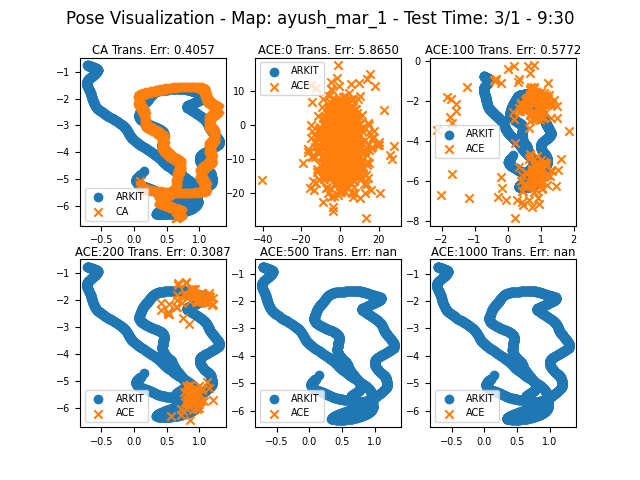 Pose Visualization - Map: ayush_mar_1 - Test Time: 3/1 - 9:30
CA Trans. Err: 0.4057
−1
−2
−3
−4
−5
−6
−0.5 0.0 0.5 1.0
ARKIT
CA
ACE:0 Trans. Err: 5.8650
10
0
−10
−20
−40 −20 0 20
ARKIT
ACE
ACE:100 Trans. Err: 0.5772
0
−2
−4
−6
−8
−2 −1 0 1 2
ARKIT
ACE
ACE:200 Trans. Err: 0.3087
−1
−2
−3
−4
−5
−6
−0.5 0.0 0.5 1.0
ARKIT
ACE
ACE:500 Trans. Err: nan
−1
−2
−3
−4
−5
−6
−0.5 0.0 0.5 1.0
ARKIT
ACE
ACE:1000 Trans. Err: nan
−1
−2
−3
−4
−5
−6
−0.5 0.0 0.5 1.0
ARKIT
ACE